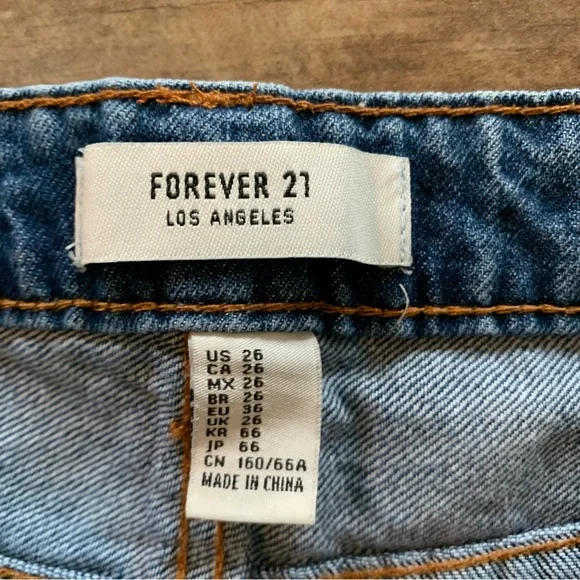 FOREVER 21
LOS ANGELES
US 26
CA 26
MX 26
BR 26
EU 36
UK 26
KR 66
JP 66
CN 160/66A
MADE IN CHINA